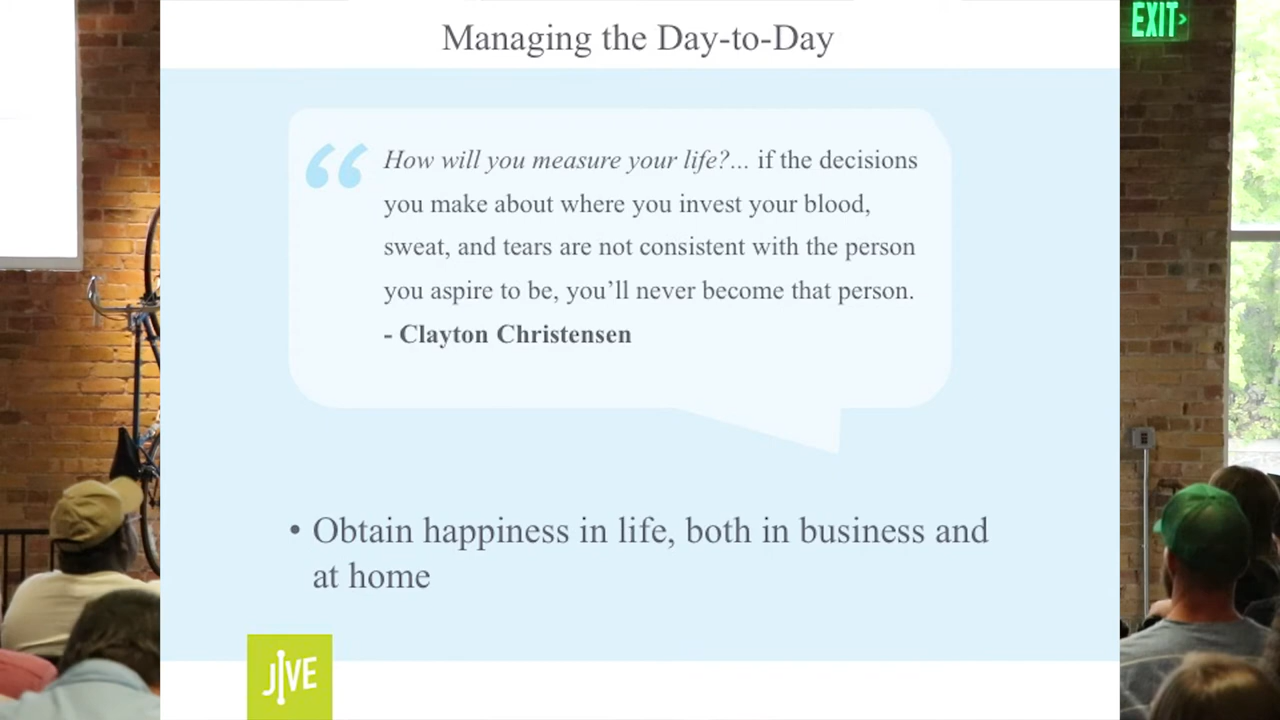 Managing the Day-to-Day
EXIT
“ How will you measure your life?... if the decisions
you make about where you invest your blood,
sweat, and tears are not consistent with the person
you aspire to be, you’ll never become that person.
- Clayton Christensen
• Obtain happiness in life, both in business and
at home
JIVE